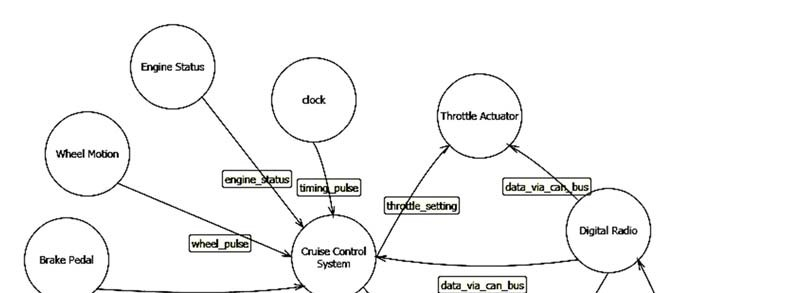 Engine Status
clock
Throttle Actuator
Wheel Motion
engine_status
timing_pulse
data_via_can_bus
throttle_setting
Digital Radio
wheel_pulse
Brake Pedal
Cruise Control
System
data_via_can_bus